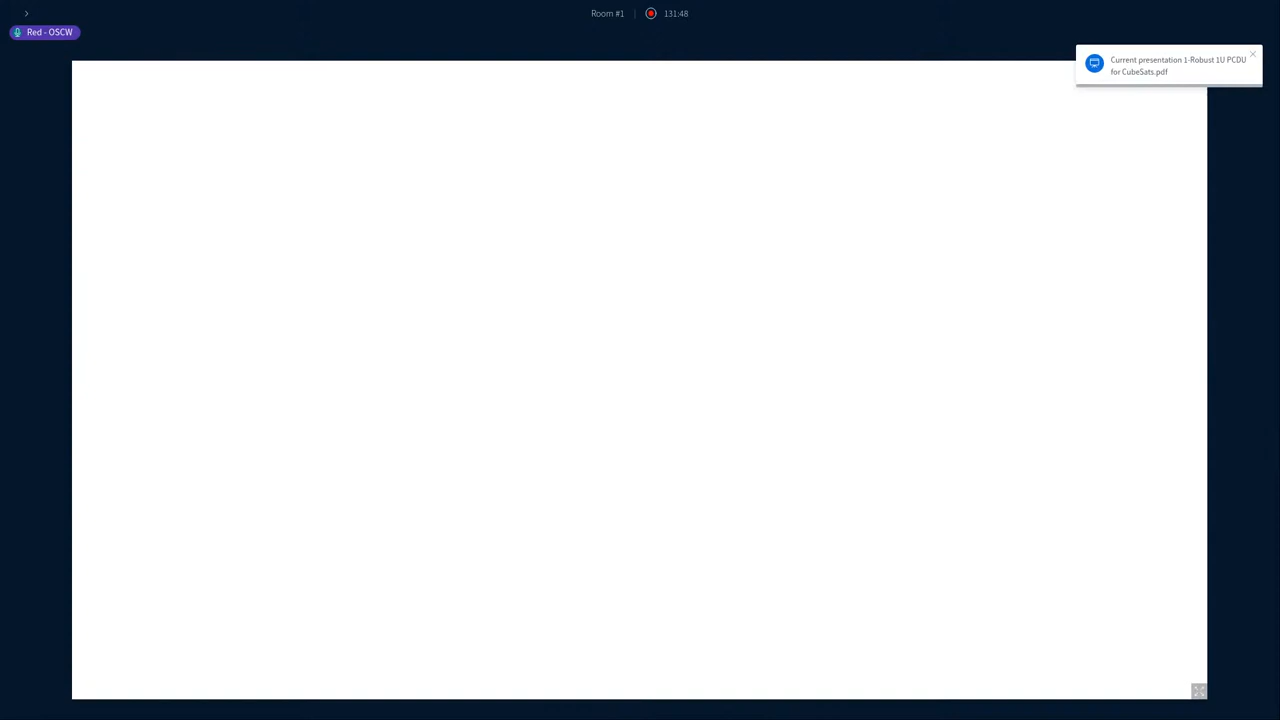 Room #1 131:48
Red - OSCW
Current presentation 1-Robust 1U PCDU
for CubeSats.pdf